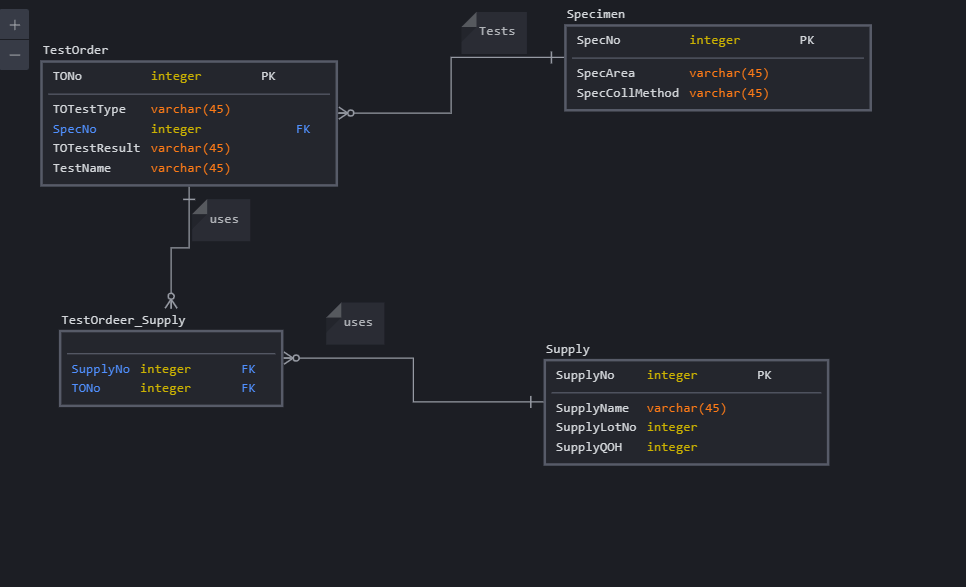 +
−
TestOrder
TONo integer PK
TOTestType varchar(45)
SpecNo integer FK
TOTestResult varchar(45)
TestName varchar(45)
Tests
Specimen
SpecNo integer PK
SpecArea varchar(45)
SpecCollMethod varchar(45)
uses
TestOrdeer_Supply
SupplyNo integer FK
TONo integer FK
uses
Supply
SupplyNo integer PK
SupplyName varchar(45)
SupplyLotNo integer
SupplyQOH integer